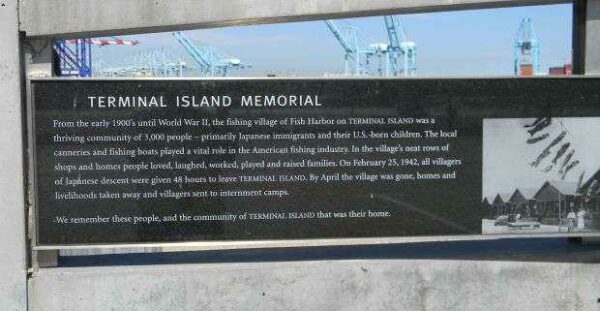 TERMINAL ISLAND MEMORIAL
From the early 1900's until World War II, the fishing village of Fish Harbor on TERMINAL ISLAND was a
thriving community of 3,000 people – primarily Japanese immigrants and their U.S.-born children. The local
canneries and fishing boats played a vital role in the American fishing industry. In the village's neat rows of
shops and homes people loved, laughed, worked, played and raised families. On February 25, 1942, all villagers
of Japanese descent were given 48 hours to leave TERMINAL ISLAND. By April the village was gone, homes and
livelihoods taken away and villagers sent to internment camps.
We remember these people, and the community of TERMINAL ISLAND that was their home.